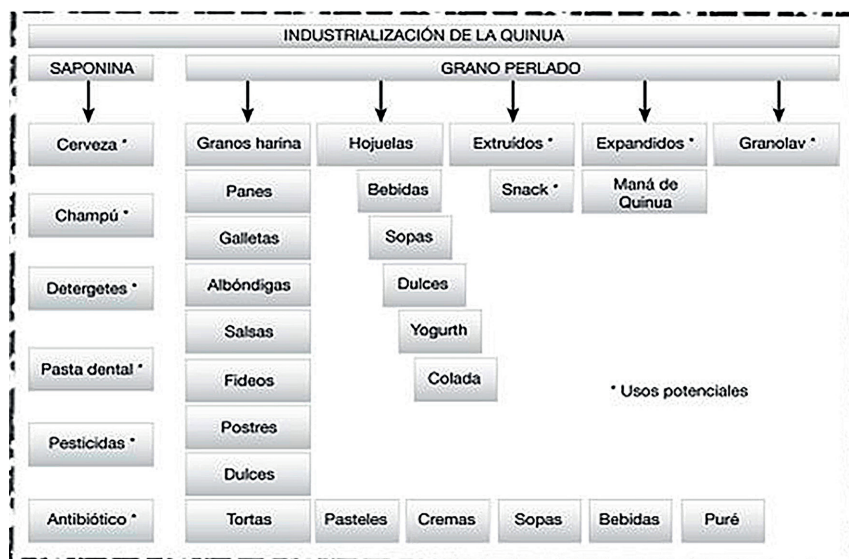 INDUSTRIALIZACIÓN DE LA QUINUA
SAPONINA
GRANO PERLADO
Cerveza *
Granos harina
Hojuelas
Extruídos *
Expandidos *
Granolav *
Champú *
Panes
Bebidas
Snack *
Maná de
Quinua
Galletas
Sopas
Detergetes *
Albóndigas
Dulces
Salsas
Yogurth
Pasta dental *
Fideos
Colada
* Usos potenciales
Pesticidas *
Postres
Dulces
Antibiótico *
Tortas
Pasteles
Cremas
Sopas
Bebidas
Puré